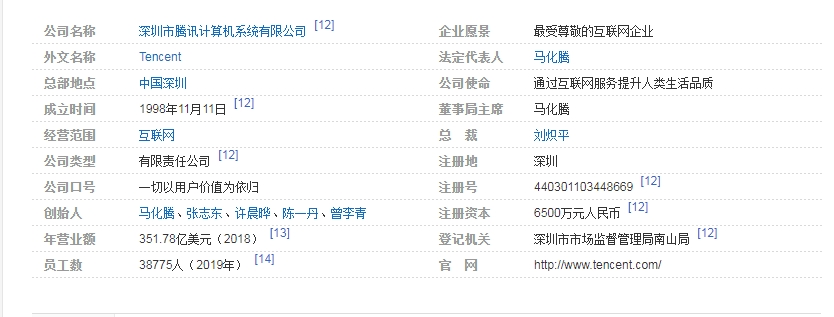 公司名称 深圳市腾讯计算机系统有限公司 [12] 企业愿景 最受尊敬的互联网企业
外文名称 Tencent 法定代表人 马化腾
总部地点 中国深圳 公司使命 通过互联网服务提升人类生活品质
成立时间 1998年11月11日 [12] 董事局主席 马化腾
经营范围 互联网 总 裁 刘炽平
公司类型 有限责任公司 [12] 注册地 深圳
公司口号 一切以用户价值为依归 注册号 440301103448669 [12]
创始人 马化腾、张志东、许晨晔、陈一丹、曾李青 注册资本 6500万元人民币 [12]
年营业额 351.78亿美元（2018） [13] 登记机关 深圳市市场监督管理局南山局 [12]
员工数 38775人（2019年） [14] 官 网 http://www.tencent.com/